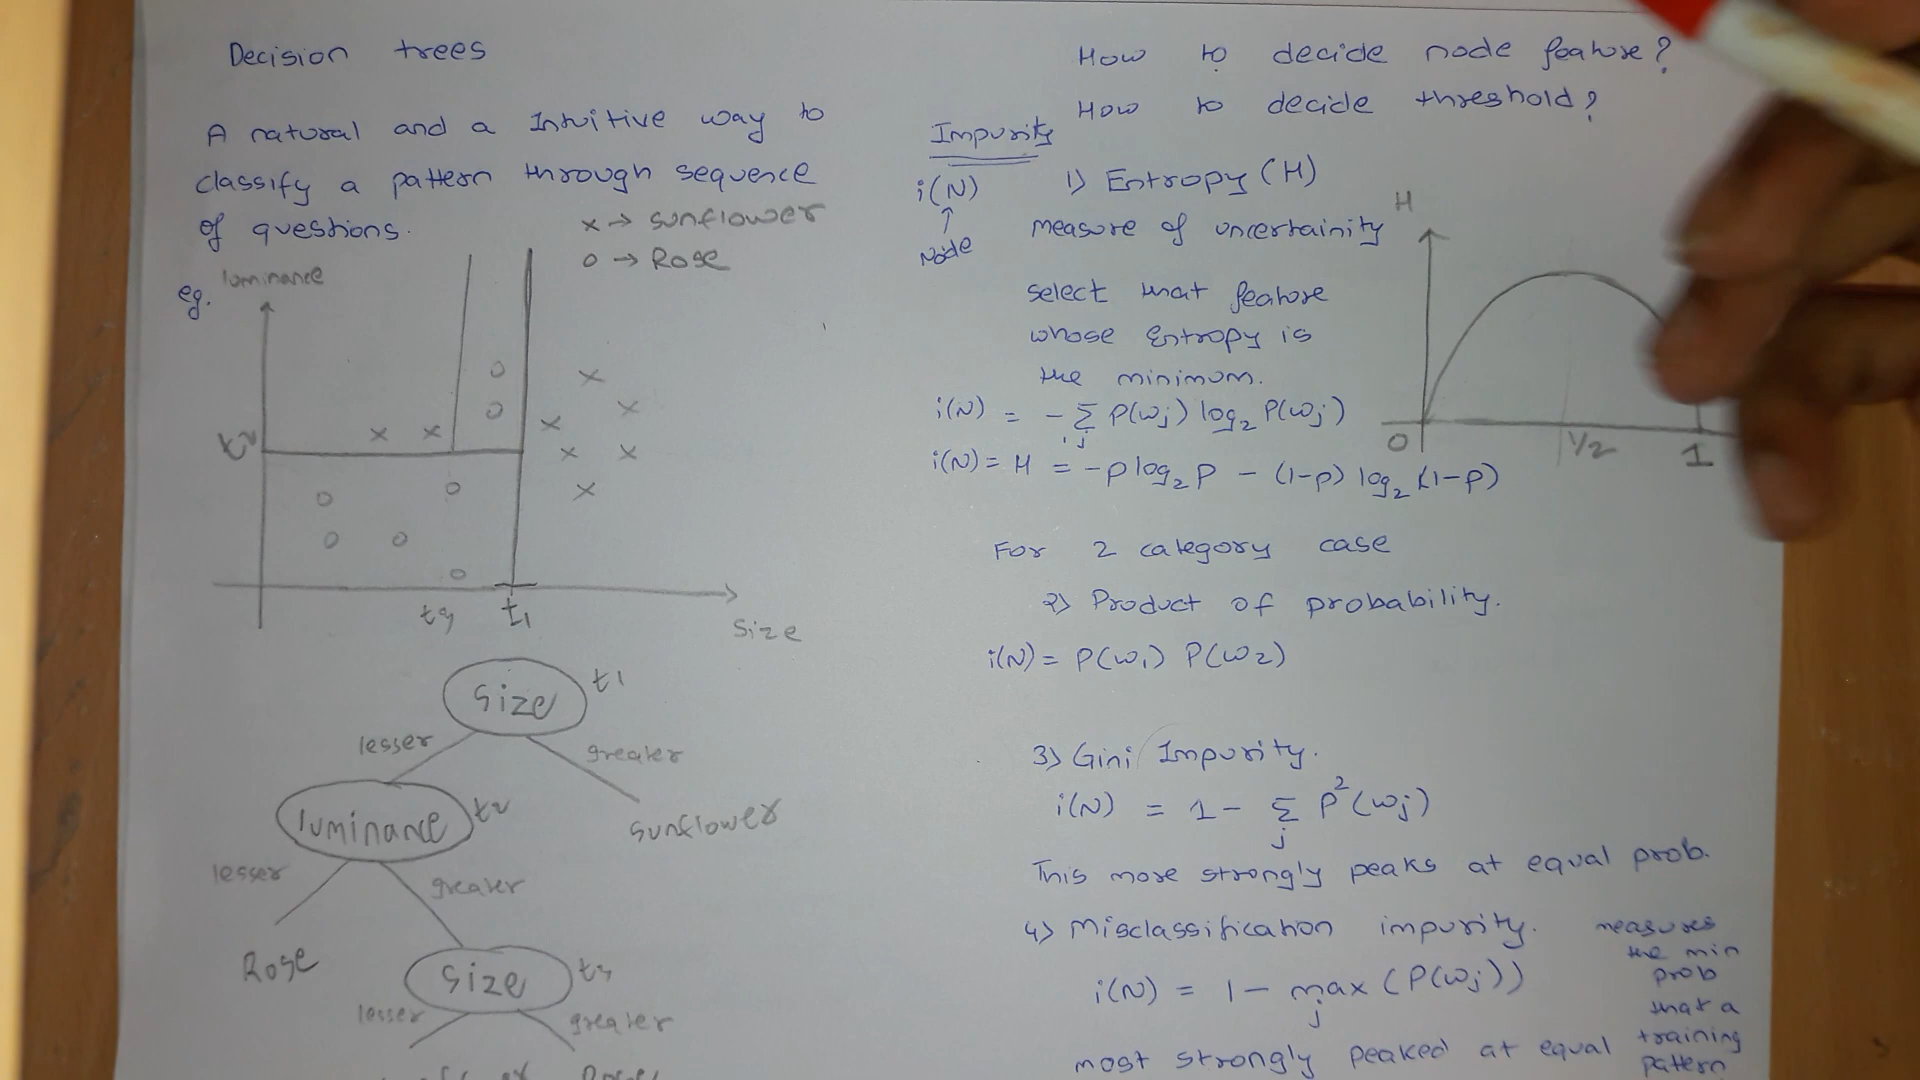 Decision trees
A natural and a Intuitive way to
classify a pattern through sequence
of questions.
x → sunflower
o → Rose
eg.
luminance
t2
t3
t1
Size
Size t1
lesser
greater
luminance t2
sunflower
lesser
greater
Rose
Size t3
lesser
greater
How to decide node feature?
How to decide threshold?
Impurity
i(N)
↑
Node
1) Entropy (H)
measure of uncertainity
select that feature
whose Entropy is
the minimum.
H
0
1/2
1
i(N) = - Σ_j P(ωj) log2 P(ωj)
i(N) = H = -p log2 p - (1-p) log2 (1-p)
For 2 category case
2) Product of probability.
i(N) = P(ω1) P(ω2)
3) Gini Impurity.
i(N) = 1 - Σ_j P²(ωj)
This more strongly peaks at equal prob.
4) Misclassification impurity.
i(N) = 1 - max_j (P(ωj))
most strongly peaked at equal
measures
the min
prob
that a
training
pattern